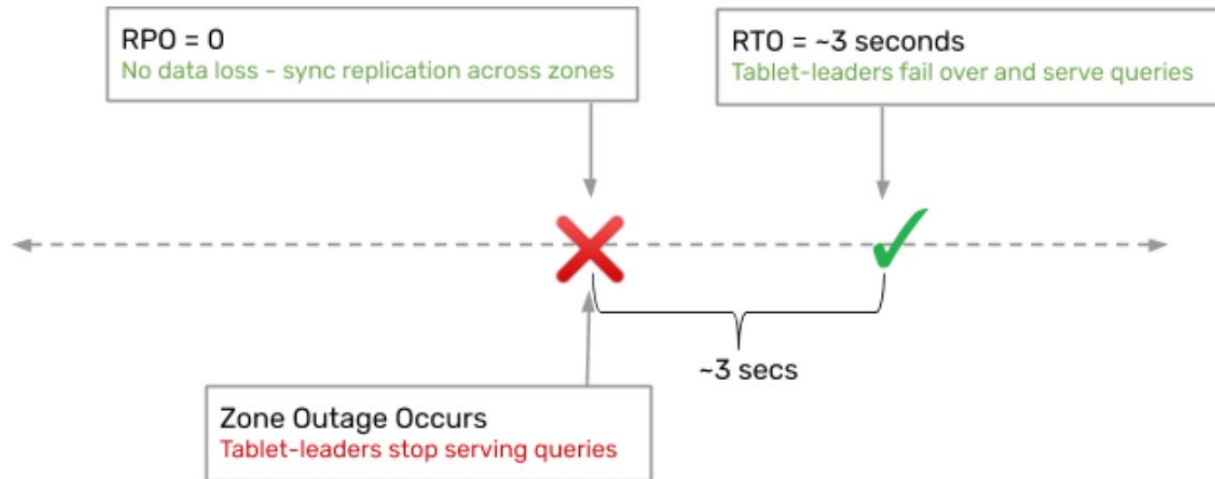 RPO = 0
No data loss - sync replication across zones
RTO = ~3 seconds
Tablet-leaders fail over and serve queries
~3 secs
Zone Outage Occurs
Tablet-leaders stop serving queries